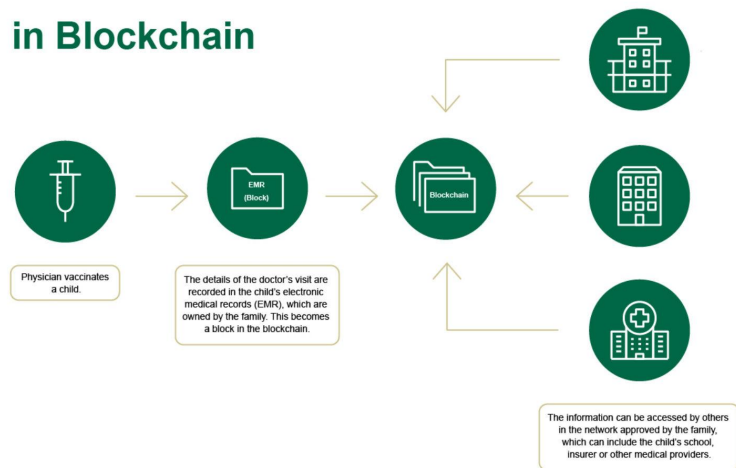 in Blockchain
EMR
(Block)
Blockchain
Physician vaccinates
a child.
The details of the doctor's visit are
recorded in the child's electronic
medical records (EMR), which are
owned by the family. This becomes
a block in the blockchain.
The information can be accessed by others
in the network approved by the family,
which can include the child's school,
insurer or other medical providers.